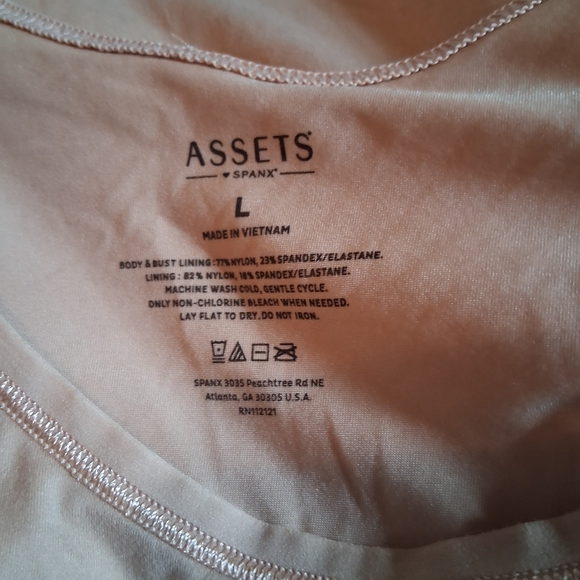 ASSETS®
♥ SPANX®
L
MADE IN VIETNAM
BODY & BUST LINING : 77% NYLON, 23% SPANDEX/ELASTANE.
LINING : 82% NYLON, 18% SPANDEX/ELASTANE.
MACHINE WASH COLD, GENTLE CYCLE.
ONLY NON-CHLORINE BLEACH WHEN NEEDED.
LAY FLAT TO DRY. DO NOT IRON.
SPANX 3035 Peachtree Rd NE
Atlanta, GA 30305 U.S.A.
RN112121